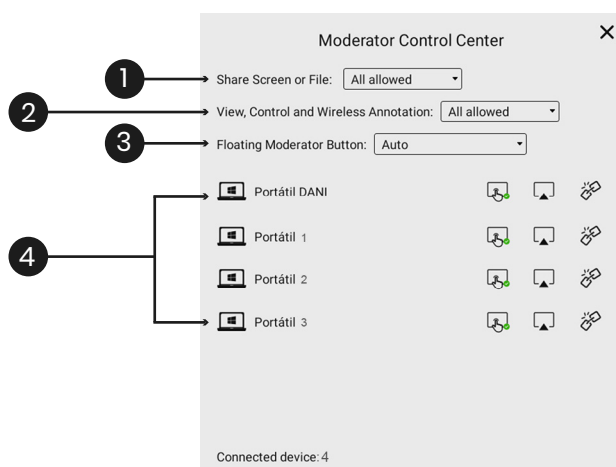 Moderator Control Center
1 Share Screen or File: All allowed
2 View, Control and Wireless Annotation: All allowed
3 Floating Moderator Button: Auto
Portátil DANI
Portátil 1
4
Portátil 2
Portátil 3
Connected device: 4